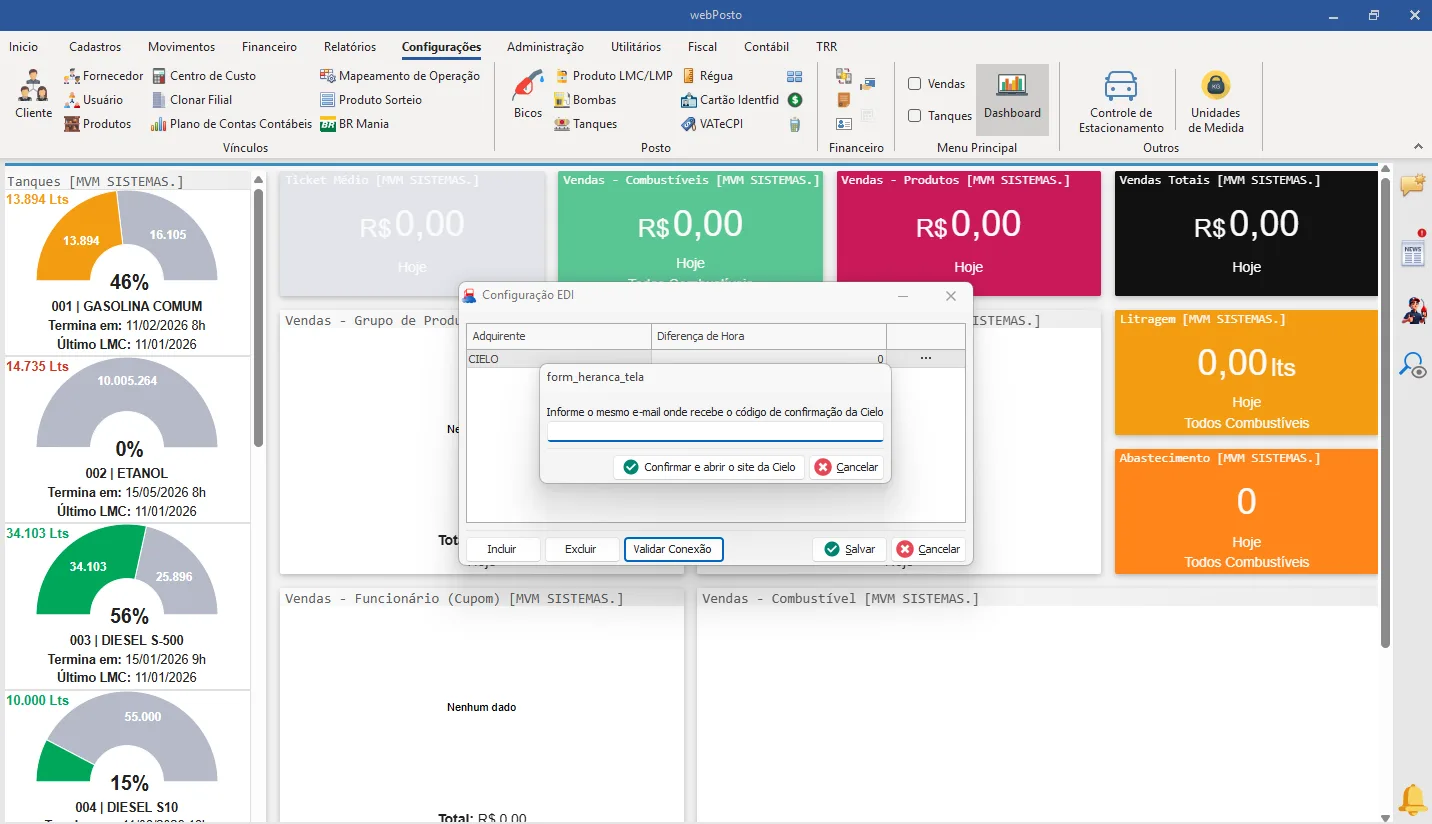 webPosto
Inicio Cadastros Movimentos Financeiro Relatórios Configurações Administração Utilitários Fiscal Contábil TRR
Cliente
Fornecedor
Usuário
Produtos
Centro de Custo
Clonar Filial
Plano de Contas Contábeis
Mapeamento de Operação
Produto Sorteio
BR Mania
Vínculos
Bicos
Produto LMC/LMP
Bombas
Tanques
Régua
Cartão Identfid
VATeCPI
Posto
Financeiro
Vendas
Tanques
Dashboard
Menu Principal
Controle de
Estacionamento
Unidades
de Medida
Outros
Tanques [MVM SISTEMAS.]
13.894 Lts
13.894
16.105
46%
001 | GASOLINA COMUM
Termina em: 11/02/2026 8h
Último LMC: 11/01/2026
14.735 Lts
10.005.264
0%
002 | ETANOL
Termina em: 15/05/2026 8h
Último LMC: 11/01/2026
34.103 Lts
34.103
25.896
56%
003 | DIESEL S-500
Termina em: 15/01/2026 9h
Último LMC: 11/01/2026
10.000 Lts
55.000
15%
004 | DIESEL S10
Ticket Médio [MVM SISTEMAS.]
R$ 0,00
Hoje
Vendas - Combustíveis [MVM SISTEMAS.]
R$ 0,00
Hoje
Todos Combustíveis
Vendas - Produtos [MVM SISTEMAS.]
R$ 0,00
Hoje
Vendas Totais [MVM SISTEMAS.]
R$ 0,00
Hoje
Vendas - Grupo de Produ
ISTEMAS.]
Litragem [MVM SISTEMAS.]
0,00 lts
Hoje
Todos Combustíveis
Abastecimento [MVM SISTEMAS.]
0
Hoje
Todos Combustíveis
Configuração EDI
Adquirente Diferença de Hora
CIELO 0 ...
form_heranca_tela
Informe o mesmo e-mail onde recebe o código de confirmação da Cielo
Confirmar e abrir o site da Cielo
Cancelar
Incluir
Excluir
Validar Conexão
Salvar
Cancelar
Vendas - Funcionário (Cupom) [MVM SISTEMAS.]
Nenhum dado
Total: R$ 0,00
Vendas - Combustível [MVM SISTEMAS.]
NEWS